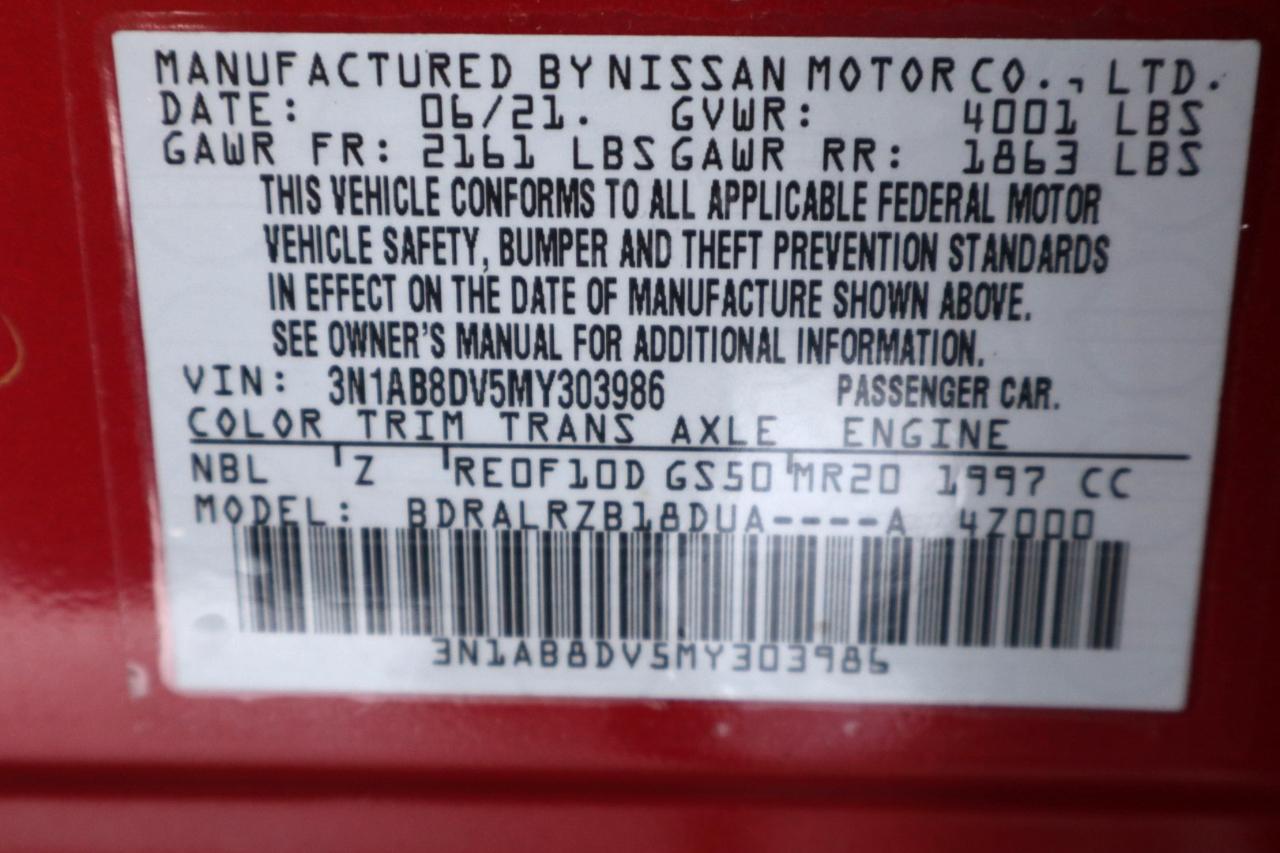 MANUFACTURED BY NISSAN MOTOR CO., LTD.
DATE: 06/21. GVWR: 4001 LBS
GAWR FR: 2161 LBS GAWR RR: 1863 LBS
THIS VEHICLE CONFORMS TO ALL APPLICABLE FEDERAL MOTOR
VEHICLE SAFETY, BUMPER AND THEFT PREVENTION STANDARDS
IN EFFECT ON THE DATE OF MANUFACTURE SHOWN ABOVE.
SEE OWNER'S MANUAL FOR ADDITIONAL INFORMATION.
VIN: 3N1AB8DV5MY303986 PASSENGER CAR.
COLOR TRIM TRANS AXLE ENGINE
NBL Z RE0F10D GS50 MR20 1997 CC
MODEL: BDRALRZB18DUA----A 4Z000
3N1AB8DV5MY303986